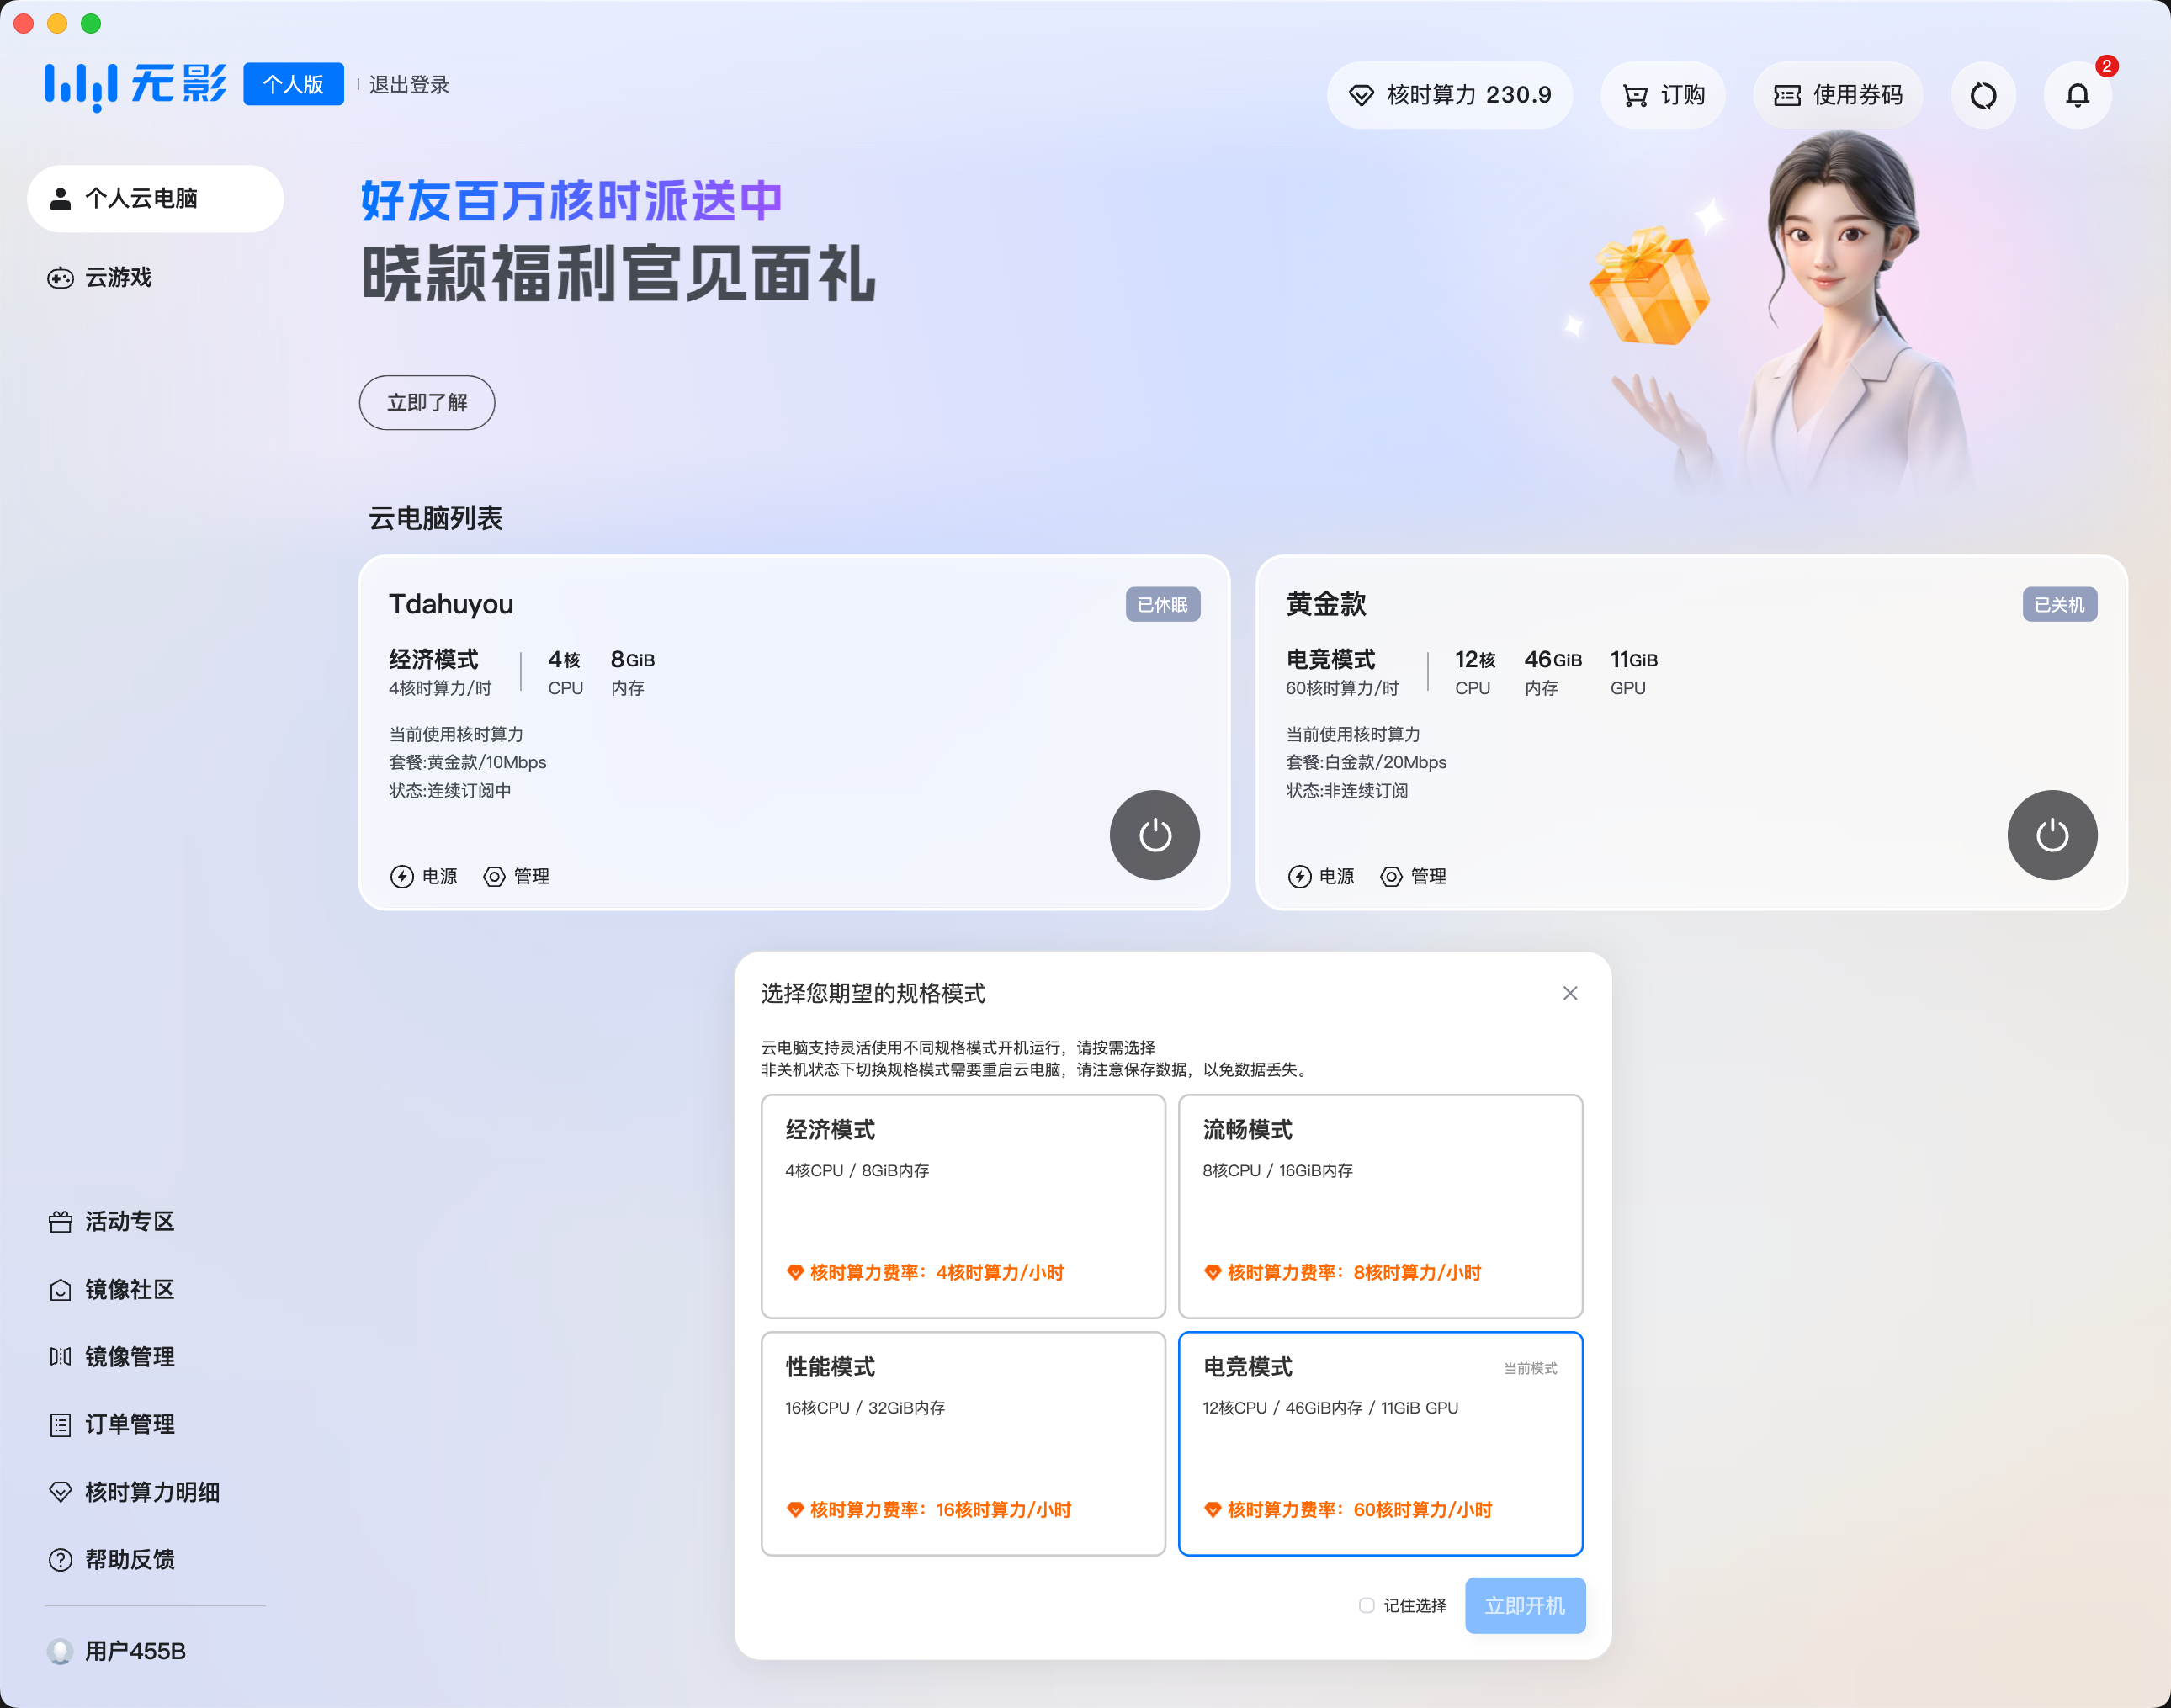 无影 个人版 退出登录
核时算力 230.9 订购 使用券码 2
个人云电脑
云游戏
好友百万核时派送中
晓颖福利官见面礼
立即了解
云电脑列表
Tdahuyou 已休眠
经济模式 4核 8GiB
4核时算力/时 CPU 内存
当前使用核时算力
套餐:黄金款/10Mbps
状态:连续订阅中
电源 管理
黄金款 已关机
电竞模式 12核 46GiB 11GiB
60核时算力/时 CPU 内存 GPU
当前使用核时算力
套餐:白金款/20Mbps
状态:非连续订阅
电源 管理
选择您期望的规格模式
云电脑支持灵活使用不同规格模式开机运行，请按需选择
非关机状态下切换规格模式需要重启云电脑，请注意保存数据，以免数据丢失。
经济模式
4核CPU / 8GiB内存
核时算力费率：4核时算力/小时
流畅模式
8核CPU / 16GiB内存
核时算力费率：8核时算力/小时
性能模式
16核CPU / 32GiB内存
核时算力费率：16核时算力/小时
电竞模式 当前模式
12核CPU / 46GiB内存 / 11GiB GPU
核时算力费率：60核时算力/小时
记住选择 立即开机
活动专区
镜像社区
镜像管理
订单管理
核时算力明细
帮助反馈
用户455B